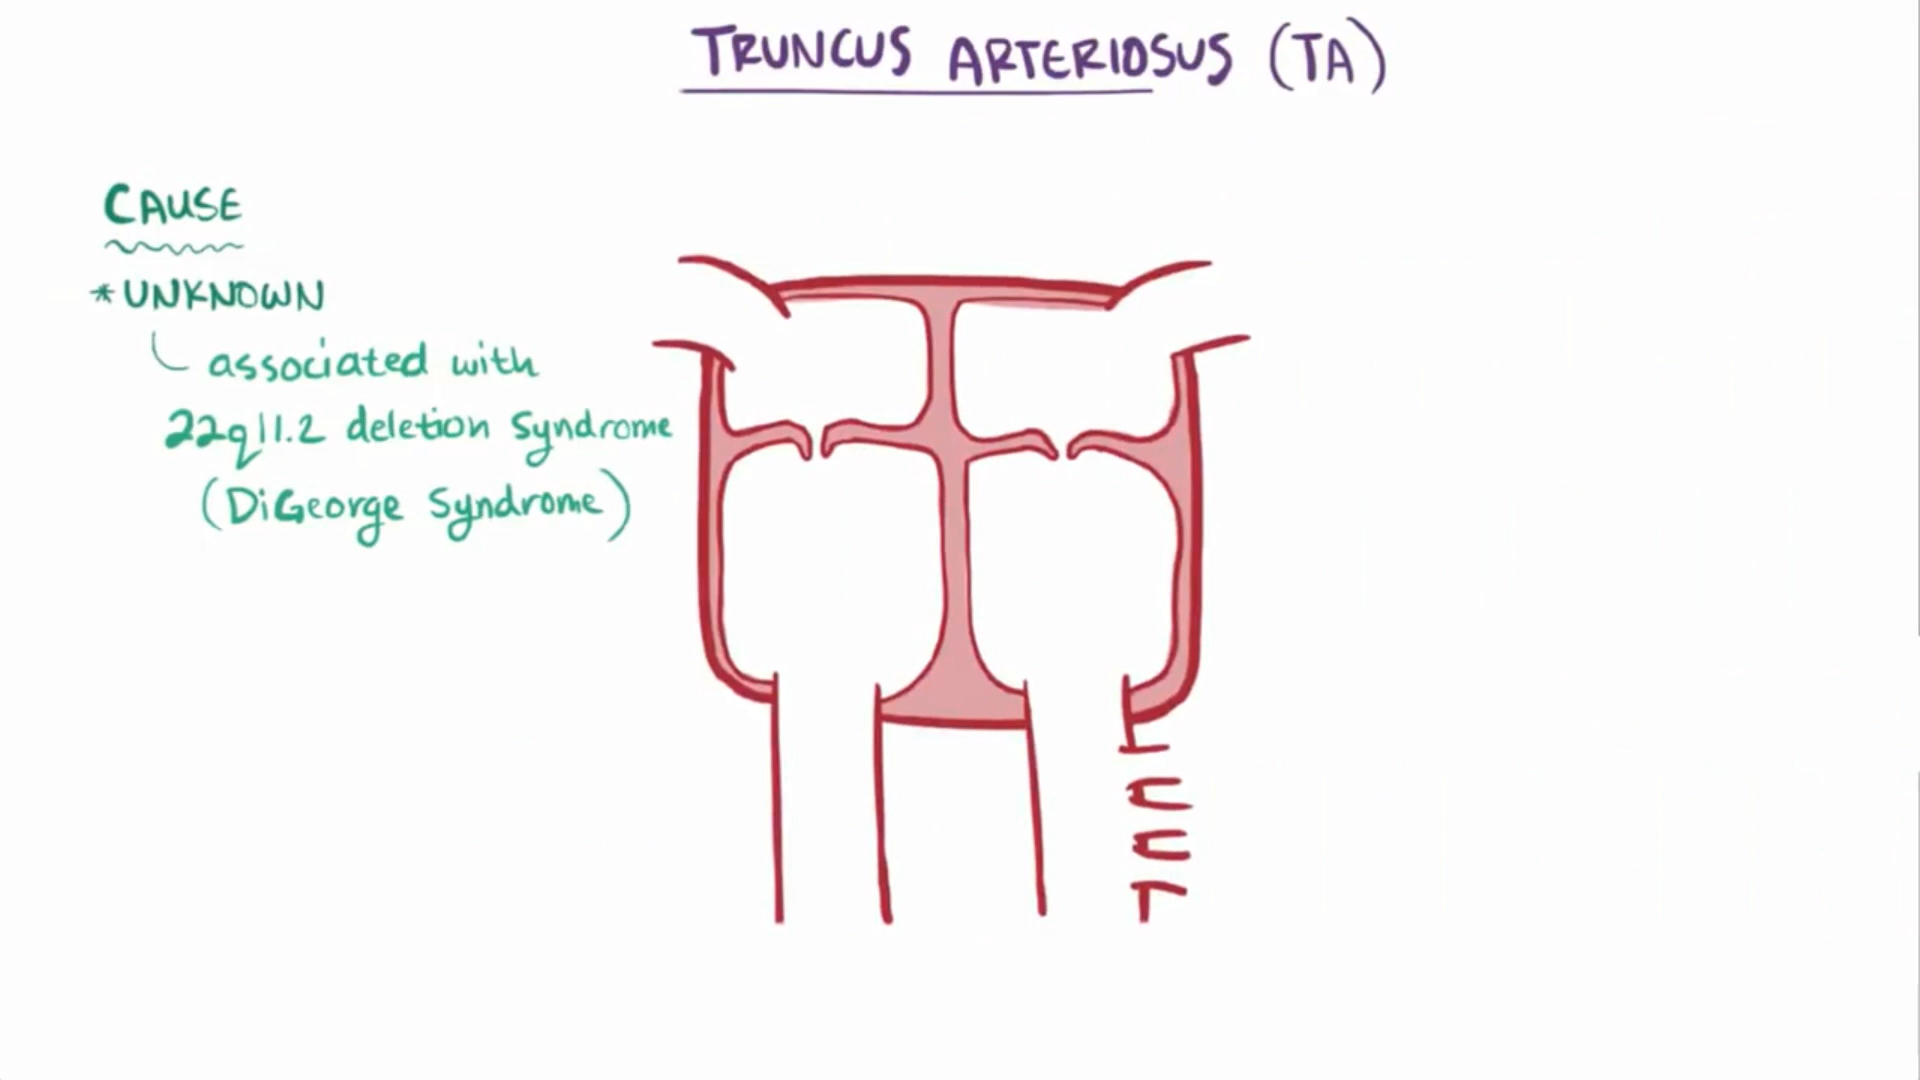 TRUNCUS ARTERIOSUS (TA)
CAUSE
* UNKNOWN
associated with
22q11.2 deletion Syndrome
(DiGeorge Syndrome)